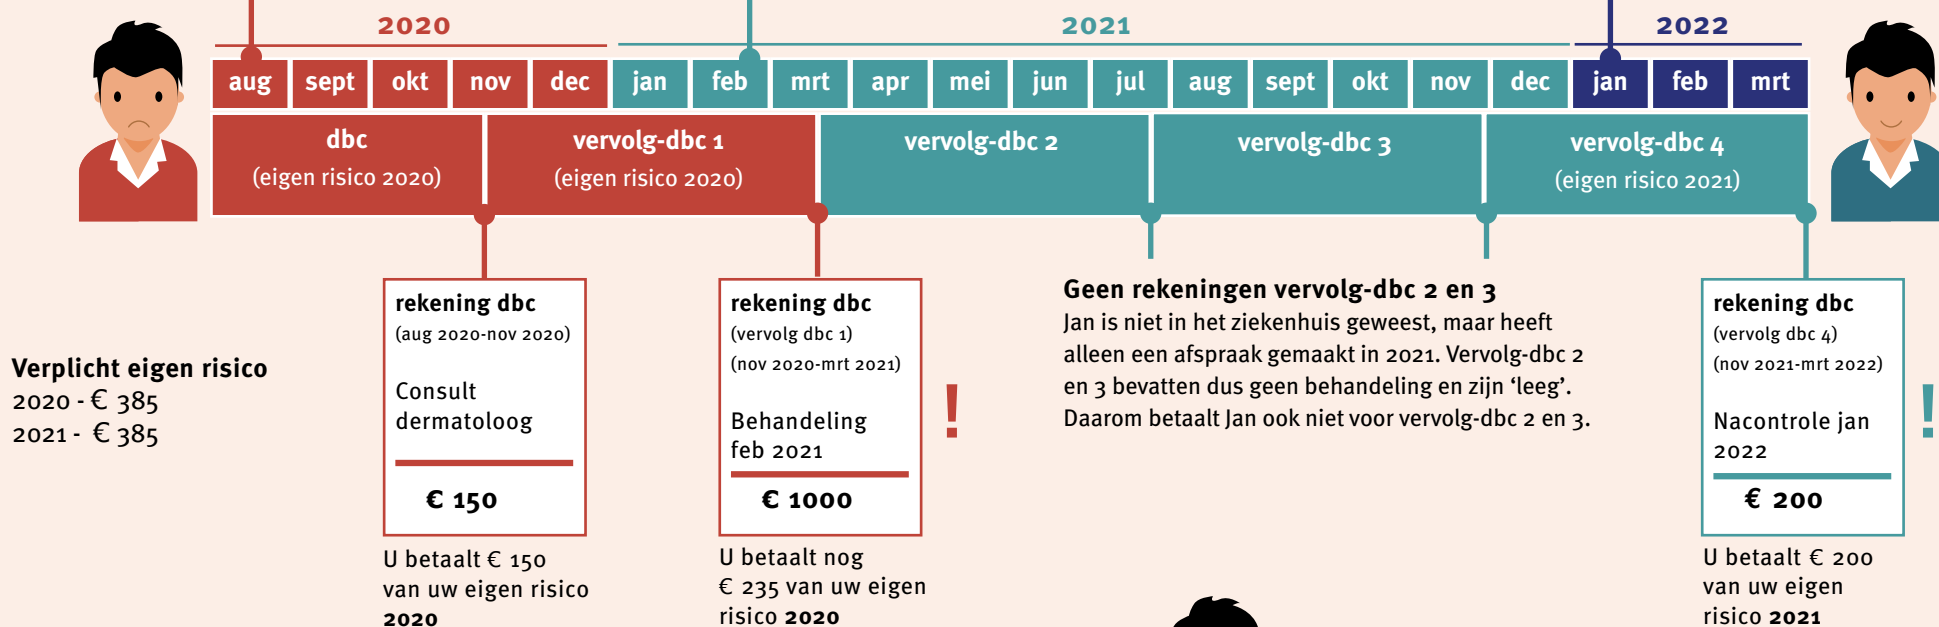 2020
2021
2022
aug sept okt nov dec jan feb mrt apr mei jun jul aug sept okt nov dec jan feb mrt
dbc
(eigen risico 2020)
vervolg-dbc 1
(eigen risico 2020)
vervolg-dbc 2
vervolg-dbc 3
vervolg-dbc 4
(eigen risico 2021)
Verplicht eigen risico
2020 - € 385
2021 - € 385
rekening dbc
(aug 2020-nov 2020)
Consult
dermatoloog
€ 150
U betaalt € 150
van uw eigen risico
2020
rekening dbc
(vervolg dbc 1)
(nov 2020-mrt 2021)
Behandeling
feb 2021
€ 1000
U betaalt nog
€ 235 van uw eigen
risico 2020
!
Geen rekeningen vervolg-dbc 2 en 3
Jan is niet in het ziekenhuis geweest, maar heeft
alleen een afspraak gemaakt in 2021. Vervolg-dbc 2
en 3 bevatten dus geen behandeling en zijn ‘leeg’.
Daarom betaalt Jan ook niet voor vervolg-dbc 2 en 3.
rekening dbc
(vervolg dbc 4)
(nov 2021-mrt 2022)
Nacontrole jan
2022
€ 200
U betaalt € 200
van uw eigen
risico 2021
!